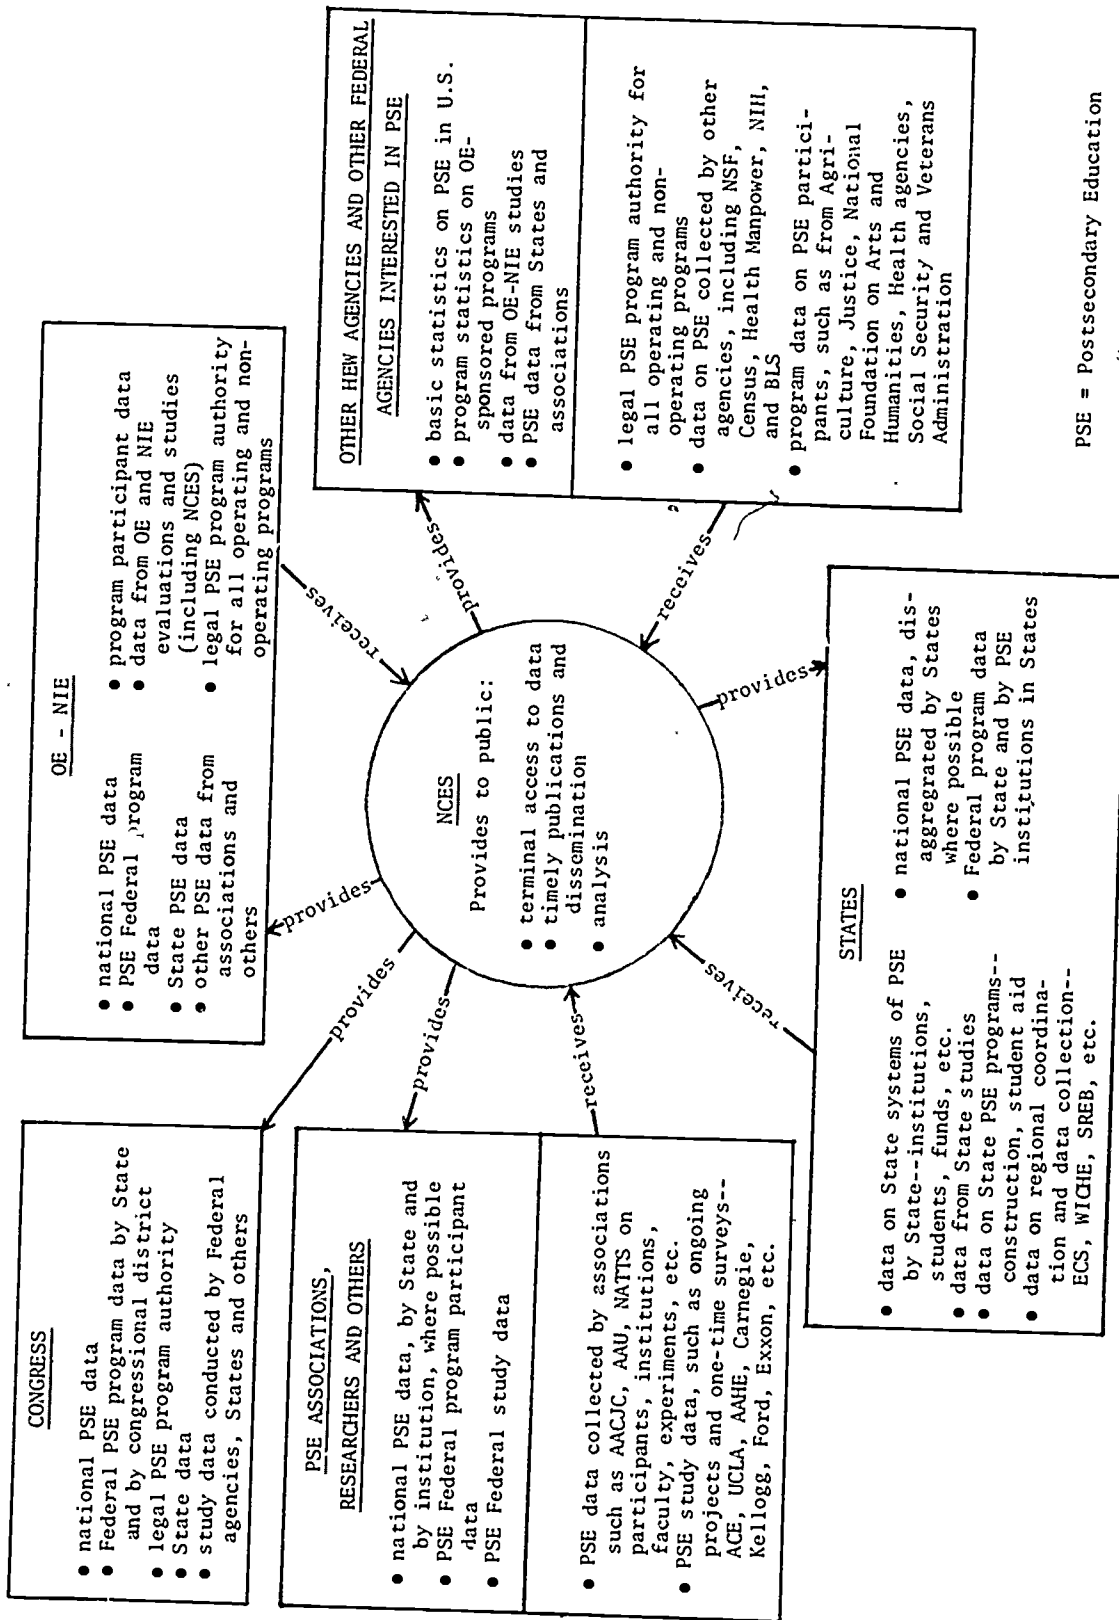 CONGRESS
● national PSE data
● Federal PSE program data by State
and by congressional district
● legal PSE program authority
● State data
● study data conducted by Federal
agencies, States and others
OE - NIE
● national PSE data
● PSE Federal program
data
● State PSE data
● other PSE data from
associations and
others
● program participant data
● data from OE and NIE
evaluations and studies
(including NCES)
● legal PSE program authority
for all operating and non-
operating programs
OTHER HEW AGENCIES AND OTHER FEDERAL
AGENCIES INTERESTED IN PSE
● basic statistics on PSE in U.S.
● program statistics on OE-
sponsored programs
● data from OE-NIE studies
● PSE data from States and
associations
● legal PSE program authority for
all operating and non-
operating programs
● data on PSE collected by other
agencies, including NSF,
Census, Health Manpower, NIH,
and BLS
● program data on PSE partici-
pants, such as from Agri-
culture, Justice, National
Foundation on Arts and
Humanities, Health agencies,
Social Security and Veterans
Administration
provides
provides
receives
provides
provides
receives
receives
receives
provides
NCES
Provides to public:
● terminal access to data
● timely publications and
dissemination
● analysis
PSE ASSOCIATIONS,
RESEARCHERS AND OTHERS
● national PSE data, by State and
by institution, where possible
● PSE Federal program participant
data
● PSE Federal study data
● PSE data collected by associations
such as AACJC, AAU, NATTS on
participants, institutions,
faculty, experiments, etc.
● PSE study data, such as ongoing
projects and one-time surveys--
ACE, UCLA, AAHE, Carnegie,
Kellogg, Ford, Exxon, etc.
STATES
● data on State systems of PSE
by State--institutions,
students, funds, etc.
● data from State studies
● data on State PSE programs--
construction, student aid
● data on regional coordina-
tion and data collection--
ECS, WICHE, SREB, etc.
● national PSE data, dis-
aggregrated by States
where possible
● Federal program data
by State and by PSE
institutions in States
PSE = Postsecondary Education